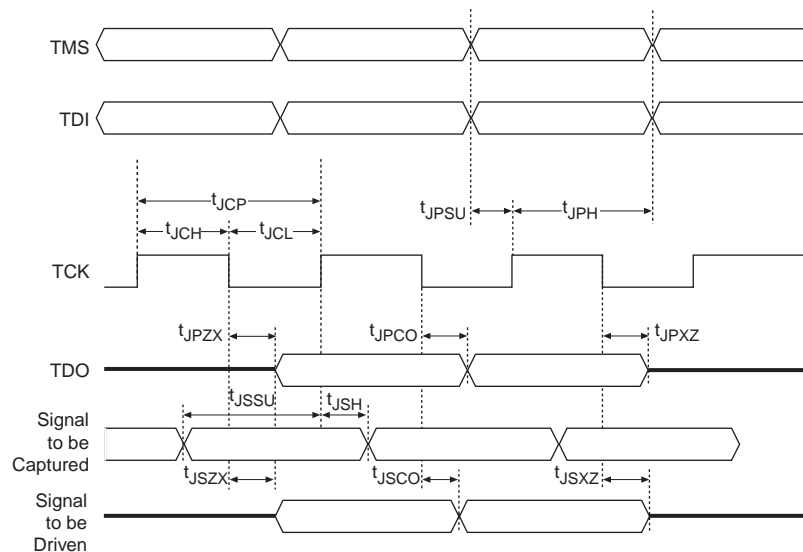 TMS
TDI
tJCP
tJPSU
tJPH
tJCH
tJCL
TCK
tJPZX
tJPCO
tJPXZ
TDO
tJSSU
tJSH
Signal
to be
Captured
tJSZX
tJSCO
tJSXZ
Signal
to be
Driven